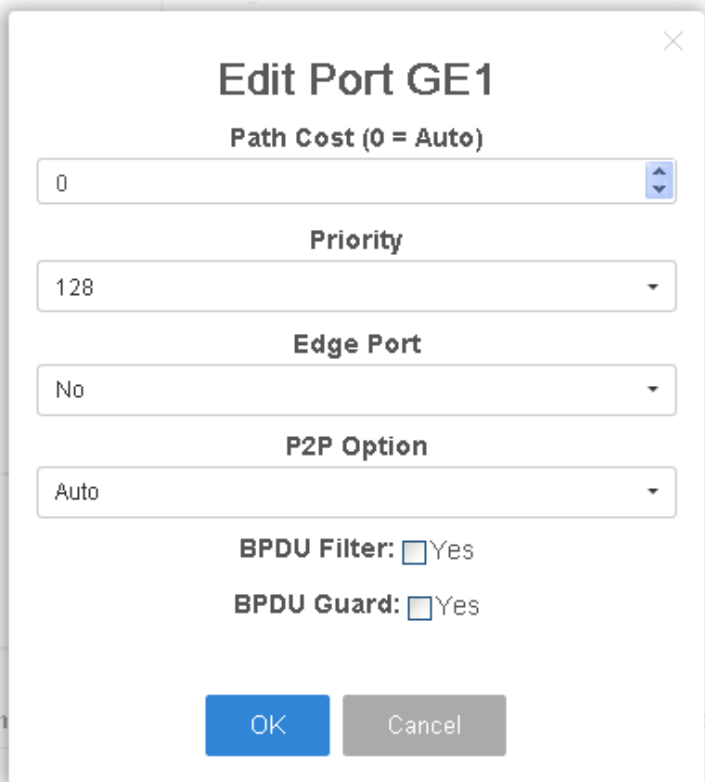 Edit Port GE1
Path Cost (0 = Auto)
0
Priority
128
Edge Port
No
P2P Option
Auto
BPDU Filter: Yes
BPDU Guard: Yes
OK Cancel